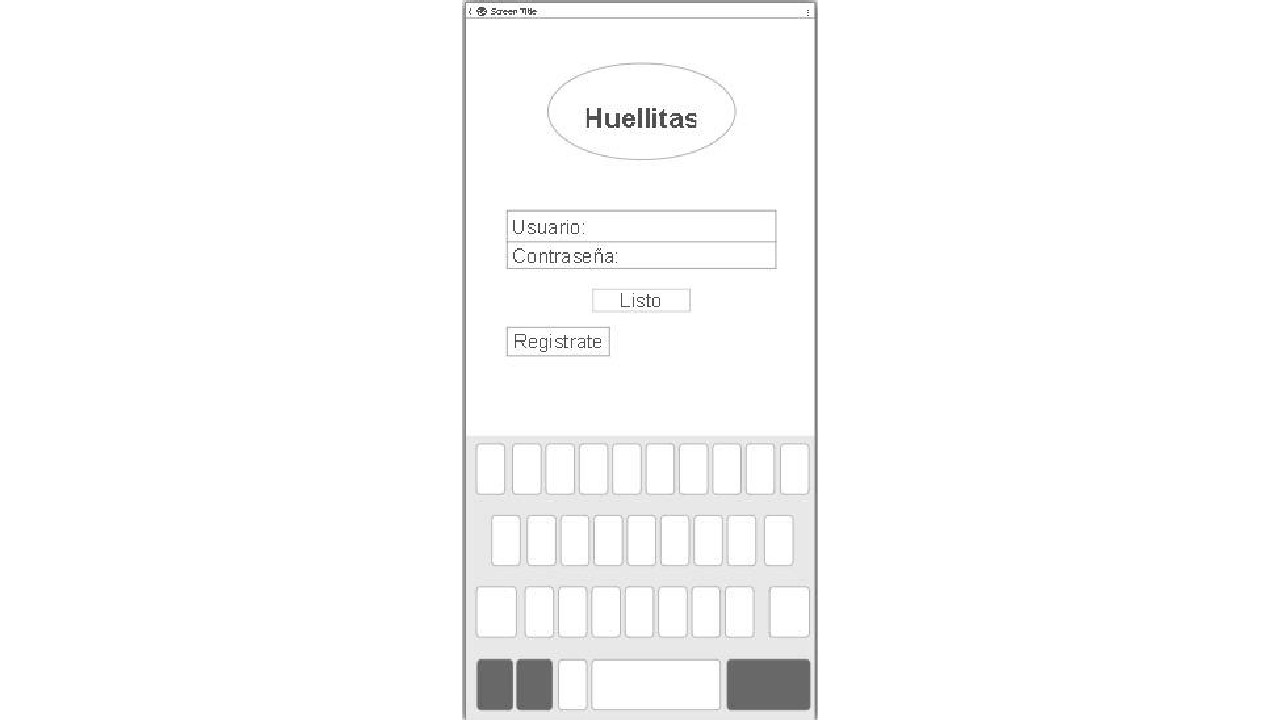 Screen Title
Huellitas
Usuario:
Contraseña:
Listo
Registrate